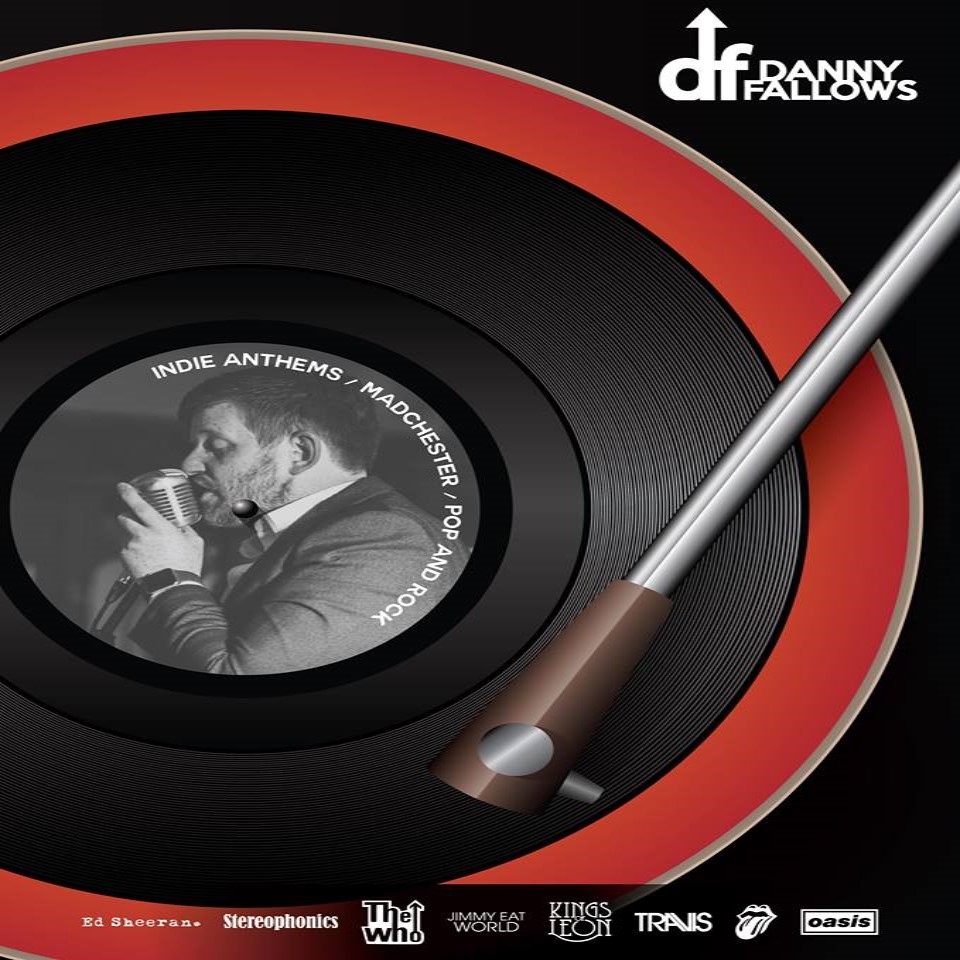 df DANNY
FALLOWS
INDIE ANTHEMS / MADCHESTER / POP AND ROCK
Ed Sheeran. Stereophonics The Who JIMMY EAT WORLD KINGS OF LEON TRAVIS oasis